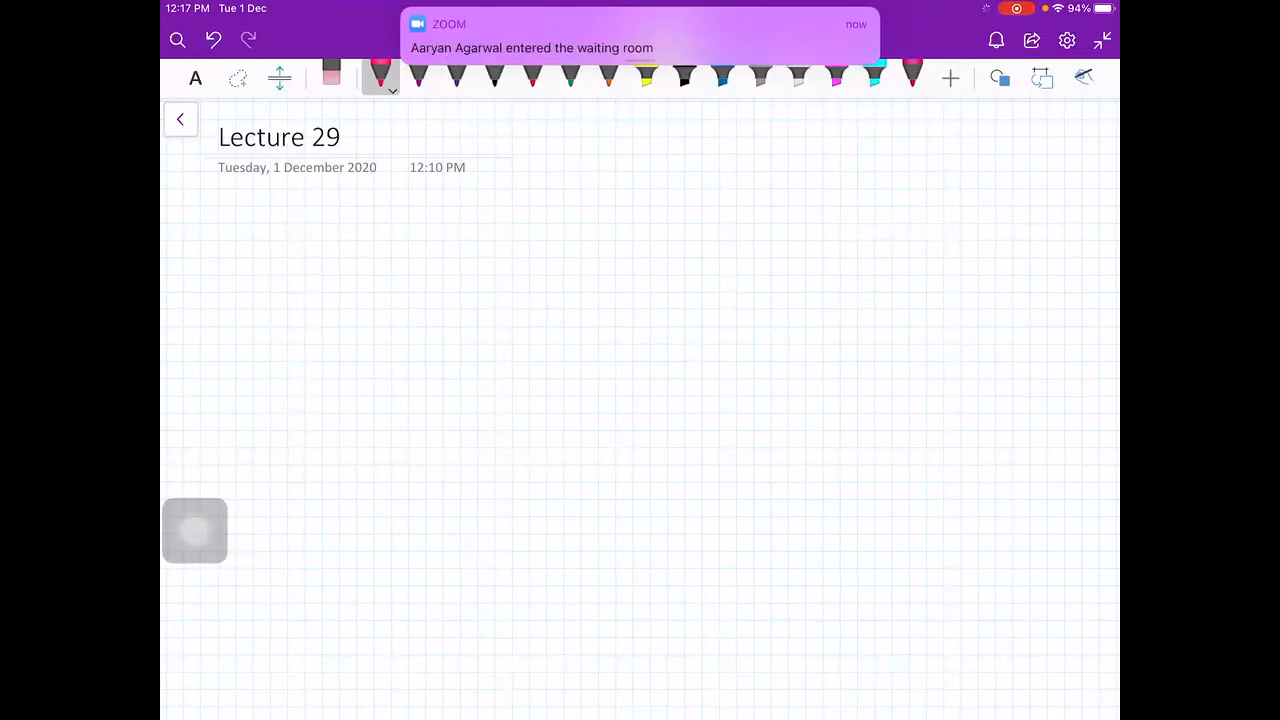 12:17 PM Tue 1 Dec
94%
ZOOM
now
Aaryan Agarwal entered the waiting room
A
Lecture 29
Tuesday, 1 December 2020 12:10 PM